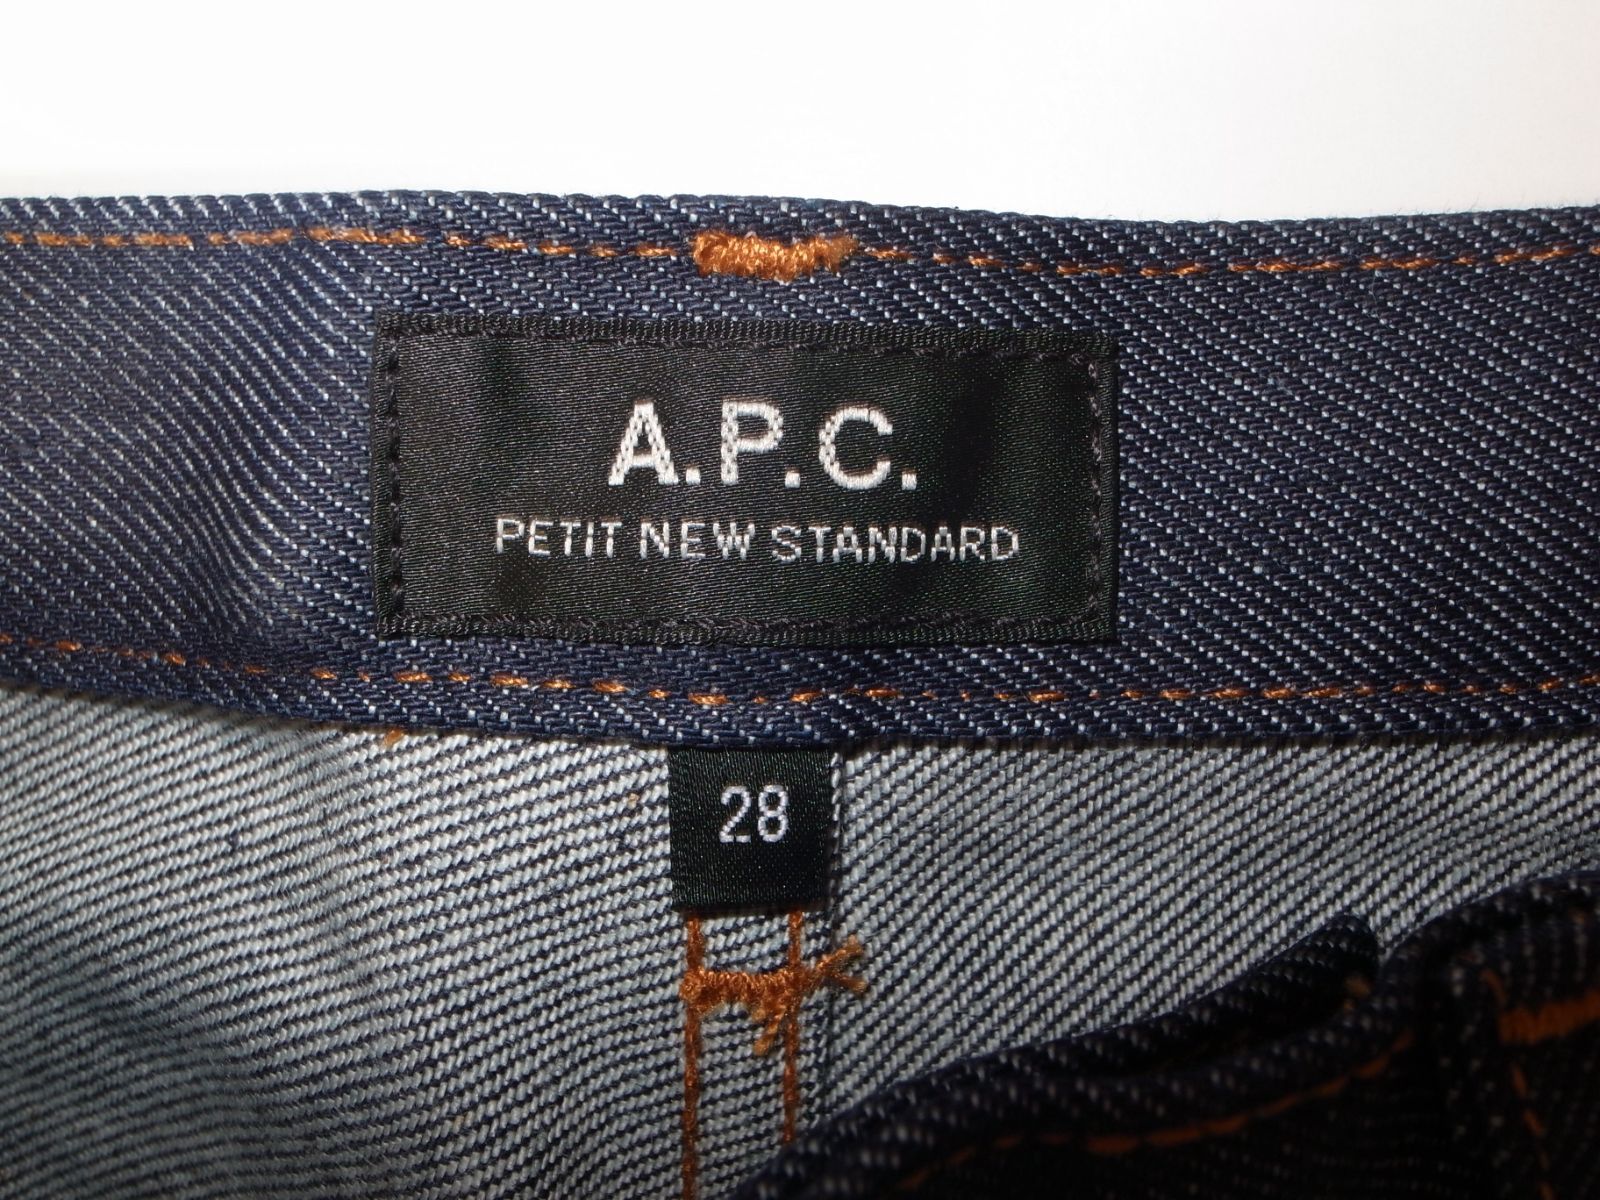 A.P.C.
PETIT NEW STANDARD
28